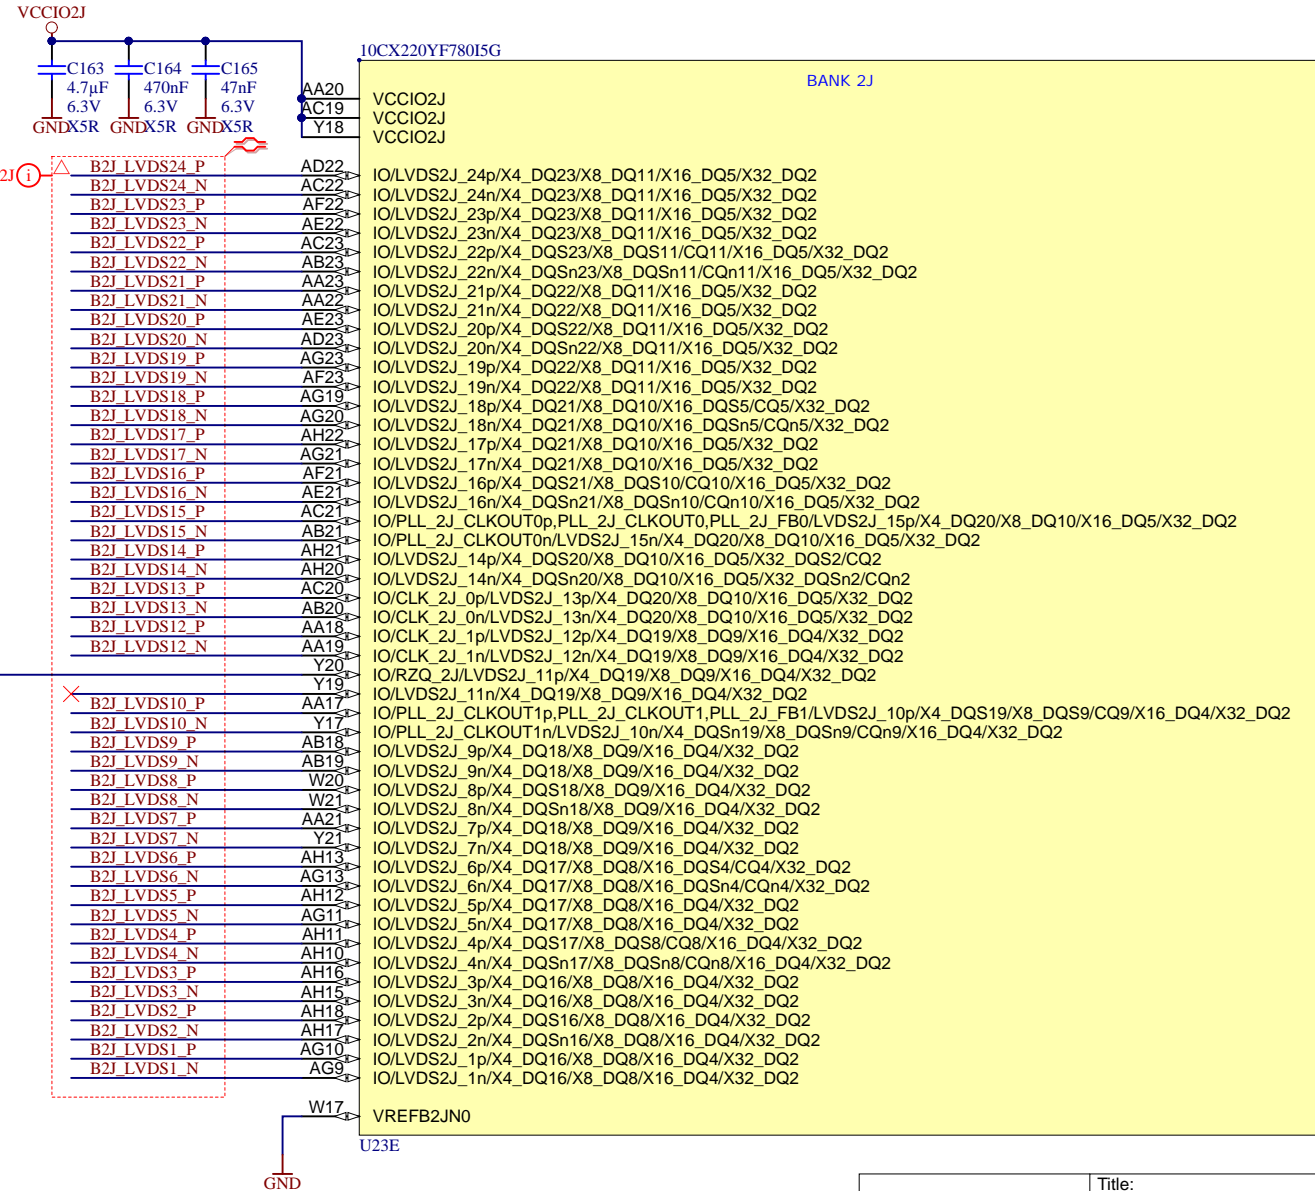 VCCIO2J
10CX220YF780I5G
BANK 2J
C163 C164 C165
4.7µF 470nF 47nF
6.3V 6.3V 6.3V
GND X5R GND X5R GND X5R
AA20 VCCIO2J
AC19 VCCIO2J
Y18 VCCIO2J
2J i
B2J_LVDS24_P AD22 IO/LVDS2J_24p/X4_DQ23/X8_DQ11/X16_DQ5/X32_DQ2
B2J_LVDS24_N AC22 IO/LVDS2J_24n/X4_DQ23/X8_DQ11/X16_DQ5/X32_DQ2
B2J_LVDS23_P AF22 IO/LVDS2J_23p/X4_DQ23/X8_DQ11/X16_DQ5/X32_DQ2
B2J_LVDS23_N AE22 IO/LVDS2J_23n/X4_DQ23/X8_DQ11/X16_DQ5/X32_DQ2
B2J_LVDS22_P AC23 IO/LVDS2J_22p/X4_DQS23/X8_DQS11/CQ11/X16_DQ5/X32_DQ2
B2J_LVDS22_N AB23 IO/LVDS2J_22n/X4_DQSn23/X8_DQSn11/CQn11/X16_DQ5/X32_DQ2
B2J_LVDS21_P AA23 IO/LVDS2J_21p/X4_DQ22/X8_DQ11/X16_DQ5/X32_DQ2
B2J_LVDS21_N AA22 IO/LVDS2J_21n/X4_DQ22/X8_DQ11/X16_DQ5/X32_DQ2
B2J_LVDS20_P AE23 IO/LVDS2J_20p/X4_DQS22/X8_DQ11/X16_DQ5/X32_DQ2
B2J_LVDS20_N AD23 IO/LVDS2J_20n/X4_DQSn22/X8_DQ11/X16_DQ5/X32_DQ2
B2J_LVDS19_P AG23 IO/LVDS2J_19p/X4_DQ22/X8_DQ11/X16_DQ5/X32_DQ2
B2J_LVDS19_N AF23 IO/LVDS2J_19n/X4_DQ22/X8_DQ11/X16_DQ5/X32_DQ2
B2J_LVDS18_P AG19 IO/LVDS2J_18p/X4_DQ21/X8_DQ10/X16_DQS5/CQ5/X32_DQ2
B2J_LVDS18_N AG20 IO/LVDS2J_18n/X4_DQ21/X8_DQ10/X16_DQSn5/CQn5/X32_DQ2
B2J_LVDS17_P AH22 IO/LVDS2J_17p/X4_DQ21/X8_DQ10/X16_DQ5/X32_DQ2
B2J_LVDS17_N AG21 IO/LVDS2J_17n/X4_DQ21/X8_DQ10/X16_DQ5/X32_DQ2
B2J_LVDS16_P AF21 IO/LVDS2J_16p/X4_DQS21/X8_DQS10/CQ10/X16_DQ5/X32_DQ2
B2J_LVDS16_N AE21 IO/LVDS2J_16n/X4_DQSn21/X8_DQSn10/CQn10/X16_DQ5/X32_DQ2
B2J_LVDS15_P AC21 IO/PLL_2J_CLKOUT0p,PLL_2J_CLKOUT0,PLL_2J_FB0/LVDS2J_15p/X4_DQ20/X8_DQ10/X16_DQ5/X32_DQ2
B2J_LVDS15_N AB21 IO/PLL_2J_CLKOUT0n/LVDS2J_15n/X4_DQ20/X8_DQ10/X16_DQ5/X32_DQ2
B2J_LVDS14_P AH21 IO/LVDS2J_14p/X4_DQS20/X8_DQ10/X16_DQ5/X32_DQS2/CQ2
B2J_LVDS14_N AH20 IO/LVDS2J_14n/X4_DQSn20/X8_DQ10/X16_DQ5/X32_DQSn2/CQn2
B2J_LVDS13_P AC20 IO/CLK_2J_0p/LVDS2J_13p/X4_DQ20/X8_DQ10/X16_DQ5/X32_DQ2
B2J_LVDS13_N AB20 IO/CLK_2J_0n/LVDS2J_13n/X4_DQ20/X8_DQ10/X16_DQ5/X32_DQ2
B2J_LVDS12_P AA18 IO/CLK_2J_1p/LVDS2J_12p/X4_DQ19/X8_DQ9/X16_DQ4/X32_DQ2
B2J_LVDS12_N AA19 IO/CLK_2J_1n/LVDS2J_12n/X4_DQ19/X8_DQ9/X16_DQ4/X32_DQ2
Y20 IO/RZQ_2J/LVDS2J_11p/X4_DQ19/X8_DQ9/X16_DQ4/X32_DQ2
Y19 IO/LVDS2J_11n/X4_DQ19/X8_DQ9/X16_DQ4/X32_DQ2
B2J_LVDS10_P AA17 IO/PLL_2J_CLKOUT1p,PLL_2J_CLKOUT1,PLL_2J_FB1/LVDS2J_10p/X4_DQS19/X8_DQS9/CQ9/X16_DQ4/X32_DQ2
B2J_LVDS10_N Y17 IO/PLL_2J_CLKOUT1n/LVDS2J_10n/X4_DQSn19/X8_DQSn9/CQn9/X16_DQ4/X32_DQ2
B2J_LVDS9_P AB18 IO/LVDS2J_9p/X4_DQ18/X8_DQ9/X16_DQ4/X32_DQ2
B2J_LVDS9_N AB19 IO/LVDS2J_9n/X4_DQ18/X8_DQ9/X16_DQ4/X32_DQ2
B2J_LVDS8_P W20 IO/LVDS2J_8p/X4_DQS18/X8_DQ9/X16_DQ4/X32_DQ2
B2J_LVDS8_N W21 IO/LVDS2J_8n/X4_DQSn18/X8_DQ9/X16_DQ4/X32_DQ2
B2J_LVDS7_P AA21 IO/LVDS2J_7p/X4_DQ18/X8_DQ9/X16_DQ4/X32_DQ2
B2J_LVDS7_N Y21 IO/LVDS2J_7n/X4_DQ18/X8_DQ9/X16_DQ4/X32_DQ2
B2J_LVDS6_P AH13 IO/LVDS2J_6p/X4_DQ17/X8_DQ8/X16_DQS4/CQ4/X32_DQ2
B2J_LVDS6_N AG13 IO/LVDS2J_6n/X4_DQ17/X8_DQ8/X16_DQSn4/CQn4/X32_DQ2
B2J_LVDS5_P AH12 IO/LVDS2J_5p/X4_DQ17/X8_DQ8/X16_DQ4/X32_DQ2
B2J_LVDS5_N AG11 IO/LVDS2J_5n/X4_DQ17/X8_DQ8/X16_DQ4/X32_DQ2
B2J_LVDS4_P AH11 IO/LVDS2J_4p/X4_DQS17/X8_DQS8/CQ8/X16_DQ4/X32_DQ2
B2J_LVDS4_N AH10 IO/LVDS2J_4n/X4_DQSn17/X8_DQSn8/CQn8/X16_DQ4/X32_DQ2
B2J_LVDS3_P AH16 IO/LVDS2J_3p/X4_DQ16/X8_DQ8/X16_DQ4/X32_DQ2
B2J_LVDS3_N AH15 IO/LVDS2J_3n/X4_DQ16/X8_DQ8/X16_DQ4/X32_DQ2
B2J_LVDS2_P AH18 IO/LVDS2J_2p/X4_DQS16/X8_DQ8/X16_DQ4/X32_DQ2
B2J_LVDS2_N AH17 IO/LVDS2J_2n/X4_DQSn16/X8_DQ8/X16_DQ4/X32_DQ2
B2J_LVDS1_P AG10 IO/LVDS2J_1p/X4_DQ16/X8_DQ8/X16_DQ4/X32_DQ2
B2J_LVDS1_N AG9 IO/LVDS2J_1n/X4_DQ16/X8_DQ8/X16_DQ4/X32_DQ2
W17 VREFB2JN0
U23E
GND
Title: